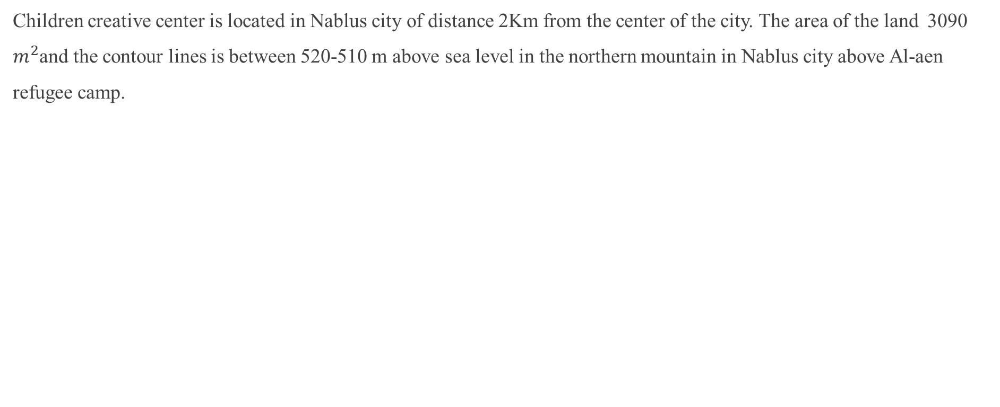 Children creative center is located in Nablus city of distance 2Km from the center of the city. The area of the land 3090
m²and the contour lines is between 520-510 m above sea level in the northern mountain in Nablus city above Al-aen
refugee camp.